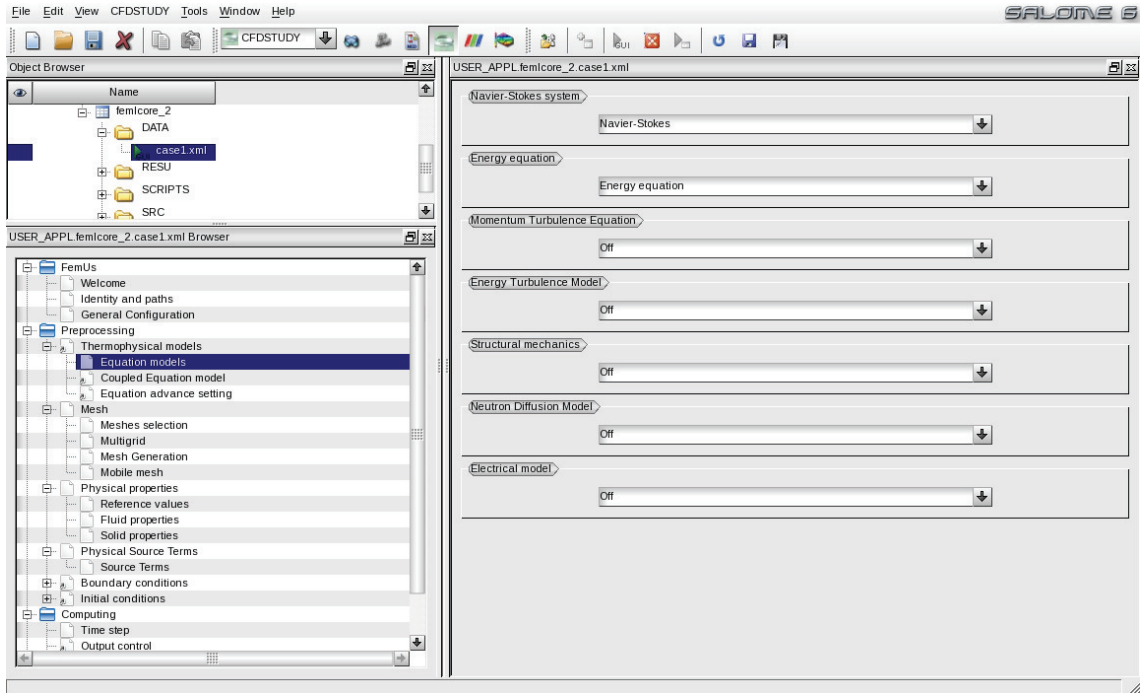 File Edit View CFDSTUDY Tools Window Help
SALOME 6
CFDSTUDY
GUI
Object Browser
Name
femlcore_2
DATA
case1.xml
RESU
SCRIPTS
SRC
USER_APPL.femlcore_2.case1.xml Browser
FemUs
Welcome
Identity and paths
General Configuration
Preprocessing
Thermophysical models
Equation models
Coupled Equation model
Equation advance setting
Mesh
Meshes selection
Multigrid
Mesh Generation
Mobile mesh
Physical properties
Reference values
Fluid properties
Solid properties
Physical Source Terms
Source Terms
Boundary conditions
Initial conditions
Computing
Time step
Output control
USER_APPL.femlcore_2.case1.xml
Navier-Stokes system
Navier-Stokes
Energy equation
Energy equation
Momentum Turbulence Equation
Off
Energy Turbulence Model
Off
Structural mechanics
Off
Neutron Diffusion Model
Off
Electrical model
Off